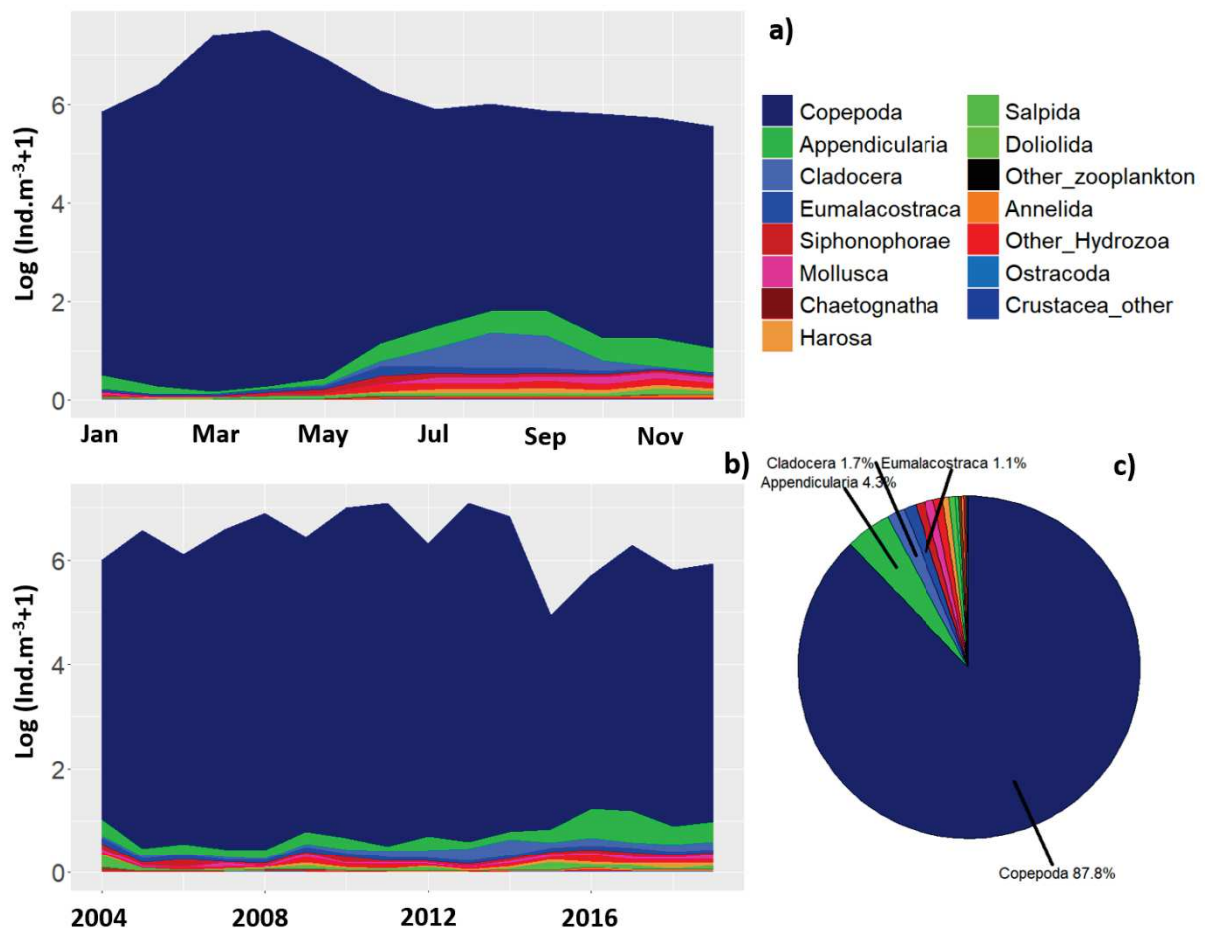 a)
Log (Ind.m-3+1)
6
4
2
0
Jan Mar May Jul Sep Nov
Copepoda
Appendicularia
Cladocera
Eumalacostraca
Siphonophorae
Mollusca
Chaetognatha
Harosa
Salpida
Doliolida
Other_zooplankton
Annelida
Other_Hydrozoa
Ostracoda
Crustacea_other
b)
Log (Ind.m-3+1)
6
4
2
0
2004 2008 2012 2016
c)
Cladocera 1.7% Eumalacostraca 1.1%
Appendicularia 4.3%
Copepoda 87.8%